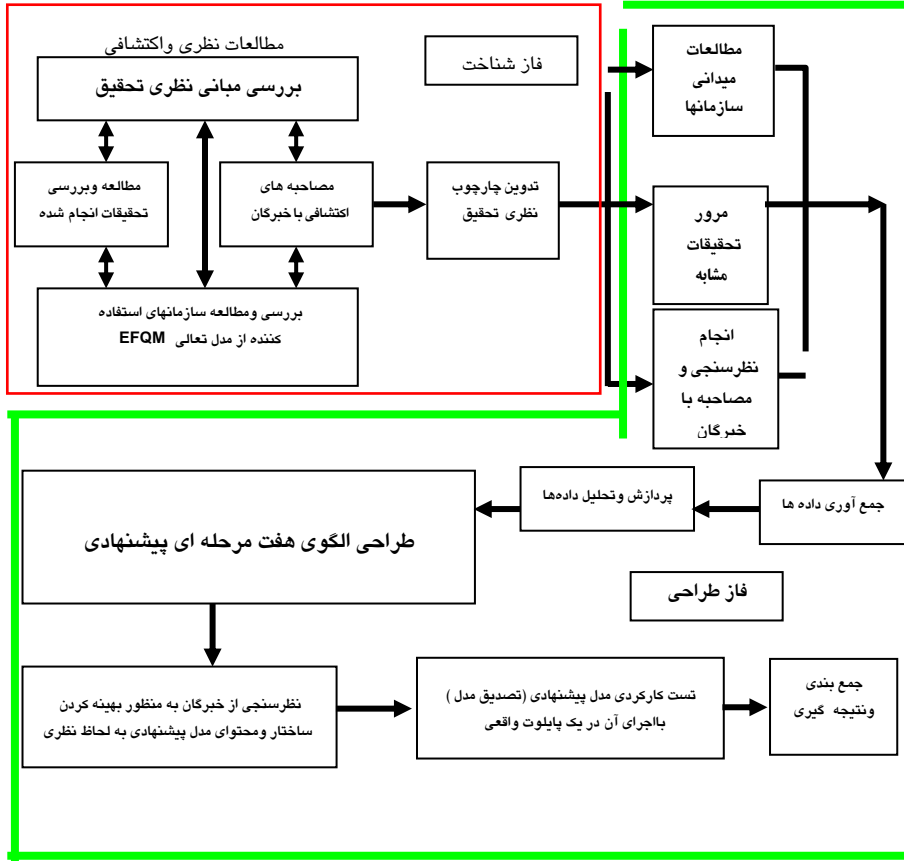 مطالعات نظری واکتشافی
فاز شناخت
بررسی مبانی نظری تحقیق
مطالعه وبررسی
تحقیقات انجام شده
مصاحبه های
اکتشافی با خبرگان
بررسی ومطالعه سازمانهای استفاده
کننده از مدل تعالی EFQM
تدوین چارچوب
نظری تحقیق
مطالعات
میدانی
سازمانها
مرور
تحقیقات
مشابه
انجام
نظرسنجی و
مصاحبه با
خبرگان
جمع آوری داده ها
پردازش وتحلیل داده‌ها
طراحی الگوی هفت مرحله ای پیشنهادی
فاز طراحی
نظرسنجی از خبرگان به منظور بهینه کردن
ساختار ومحتوای مدل پیشنهادی به لحاظ نظری
تست کارکردی مدل پیشنهادی (تصدیق مدل )
بااجرای آن در یک پایلوت واقعی
جمع بندی
ونتیجه گیری